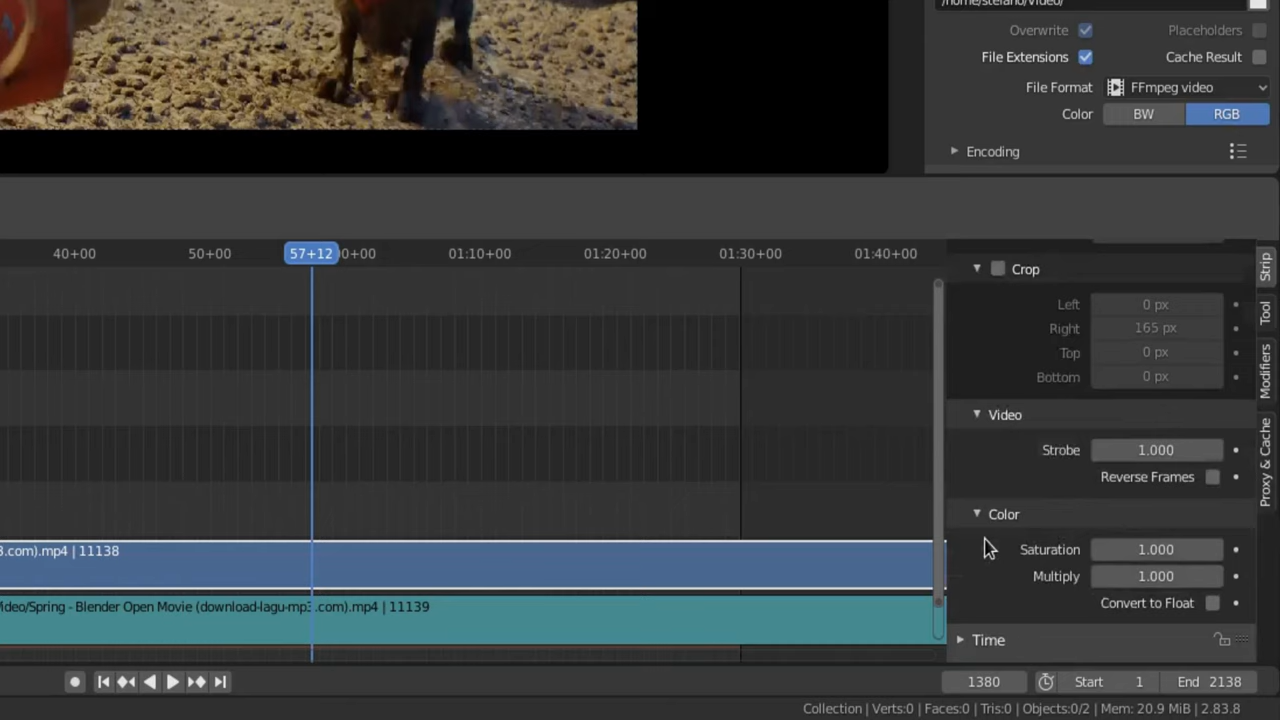 /home/stefano/Video/
Overwrite
Placeholders
File Extensions
Cache Result
File Format
FFmpeg video
Color
BW
RGB
Encoding
40+00
50+00
57+12
00+00
01:10+00
01:20+00
01:30+00
01:40+00
Crop
Left
0 px
Right
165 px
Top
0 px
Bottom
0 px
Video
Strobe
1.000
Reverse Frames
Color
Saturation
1.000
Multiply
1.000
Convert to Float
Time
Strip
Tool
Modifiers
Proxy & Cache
3.com).mp4 | 11138
/Video/Spring - Blender Open Movie (download-lagu-mp3.com).mp4 | 11139
1380
Start 1
End 2138
Collection | Verts:0 | Faces:0 | Tris:0 | Objects:0/2 | Mem: 20.9 MiB | 2.83.8